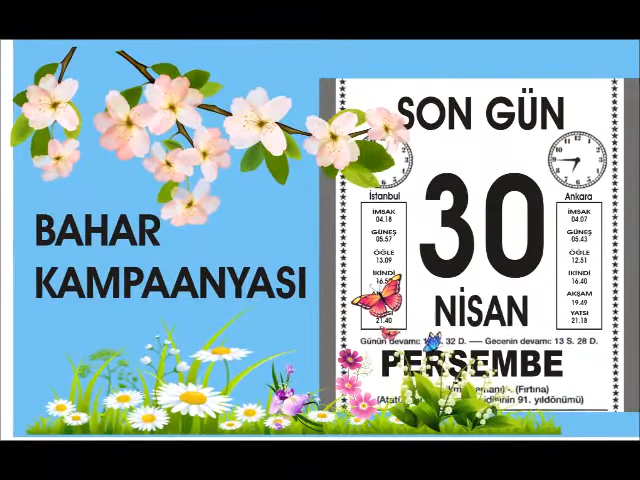 SON GÜN
BAHAR
KAMPAANYASI
30
NİSAN
PERŞEMBE
İstanbul
İMSAK
04.18
GÜNEŞ
05.57
ÖĞLE
13.09
İKİNDİ
21.40
Ankara
İMSAK
04.07
GÜNEŞ
05.43
ÖĞLE
12.51
İKİNDİ
16.40
AKŞAM
19.49
YATSI
21.18
Günün devamı: 32 D. — Gecenin devamı: 13 S. 28 D.
(Fırtına)
91. yıldönümü)